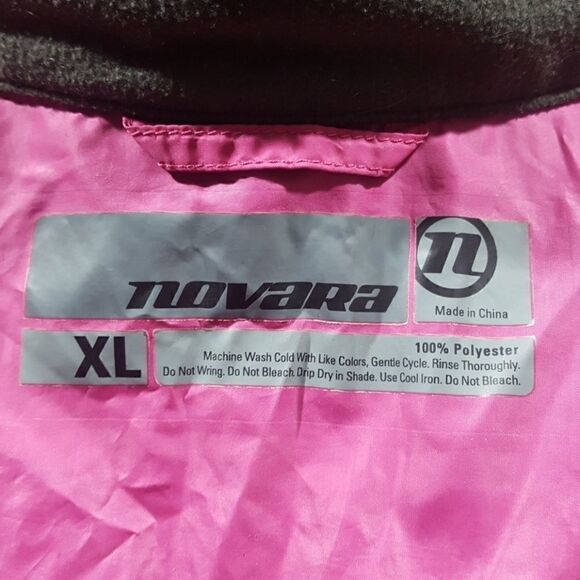 novara
n
Made in China
XL
100% Polyester
Machine Wash Cold With Like Colors, Gentle Cycle. Rinse Thoroughly.
Do Not Wring. Do Not Bleach. Drip Dry in Shade. Use Cool Iron. Do Not Bleach.